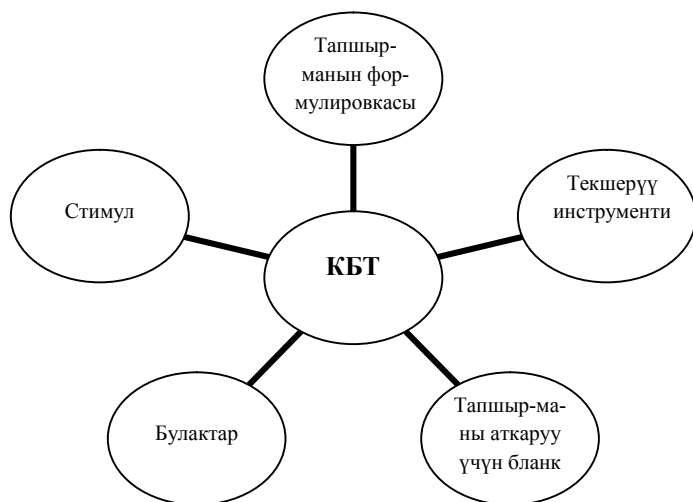 Тапшыр-
манын фор-
мулировкасы
Стимул
Текшерүү
инструменти
КБТ
Булактар
Тапшыр-ма-
ны аткаруу
үчүн бланк